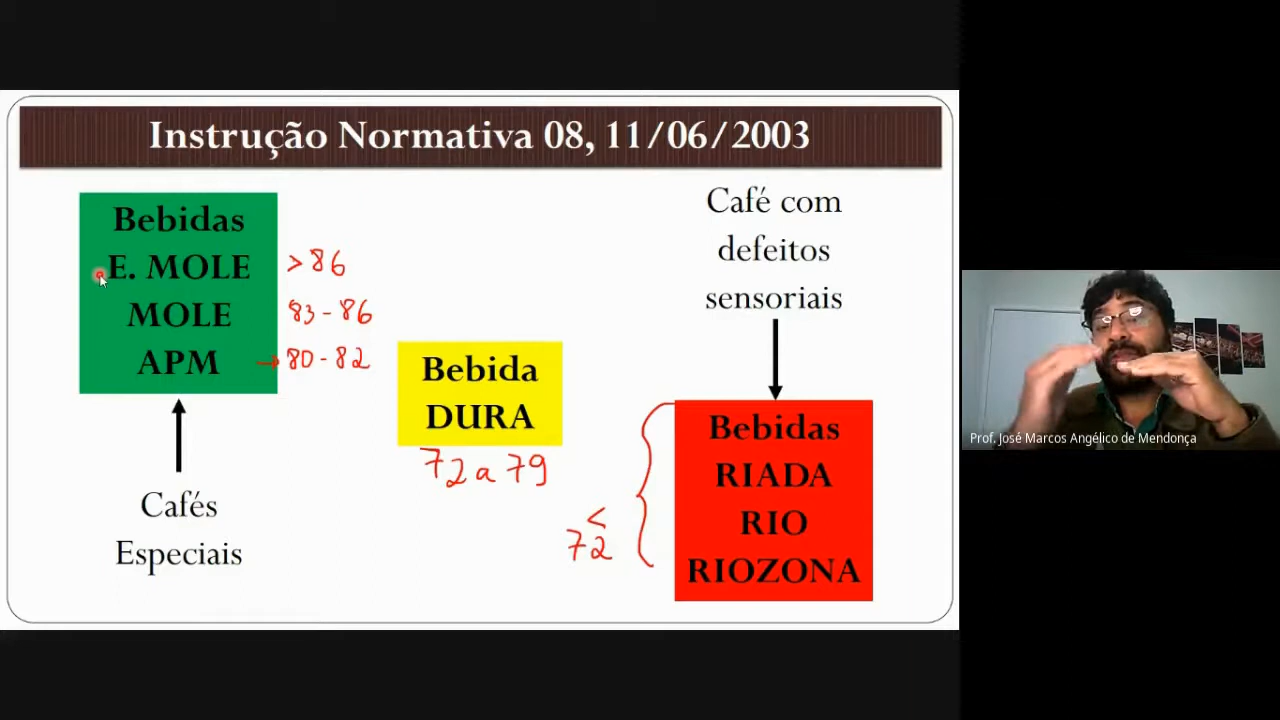 Instrução Normativa 08, 11/06/2003
Bebidas
E. MOLE >86
MOLE 83-86
APM → 80-82
Cafés
Especiais
Bebida
DURA
72 a 79
Café com
defeitos
sensoriais
<
72
Bebidas
RIADA
RIO
RIOZONA
Prof. José Marcos Angélico de Mendonça